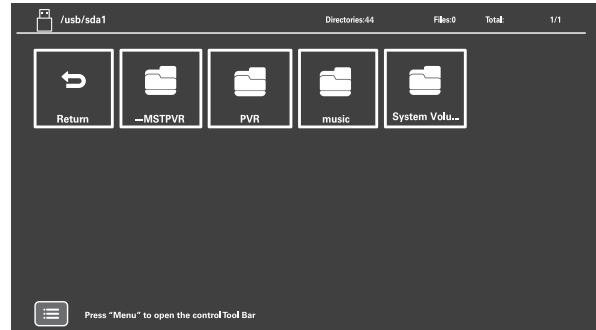 /usb/sda1 Directories:44 Files:0 Total: 1/1
Return —MSTPVR PVR music System Volu...
Press "Menu" to open the control Tool Bar